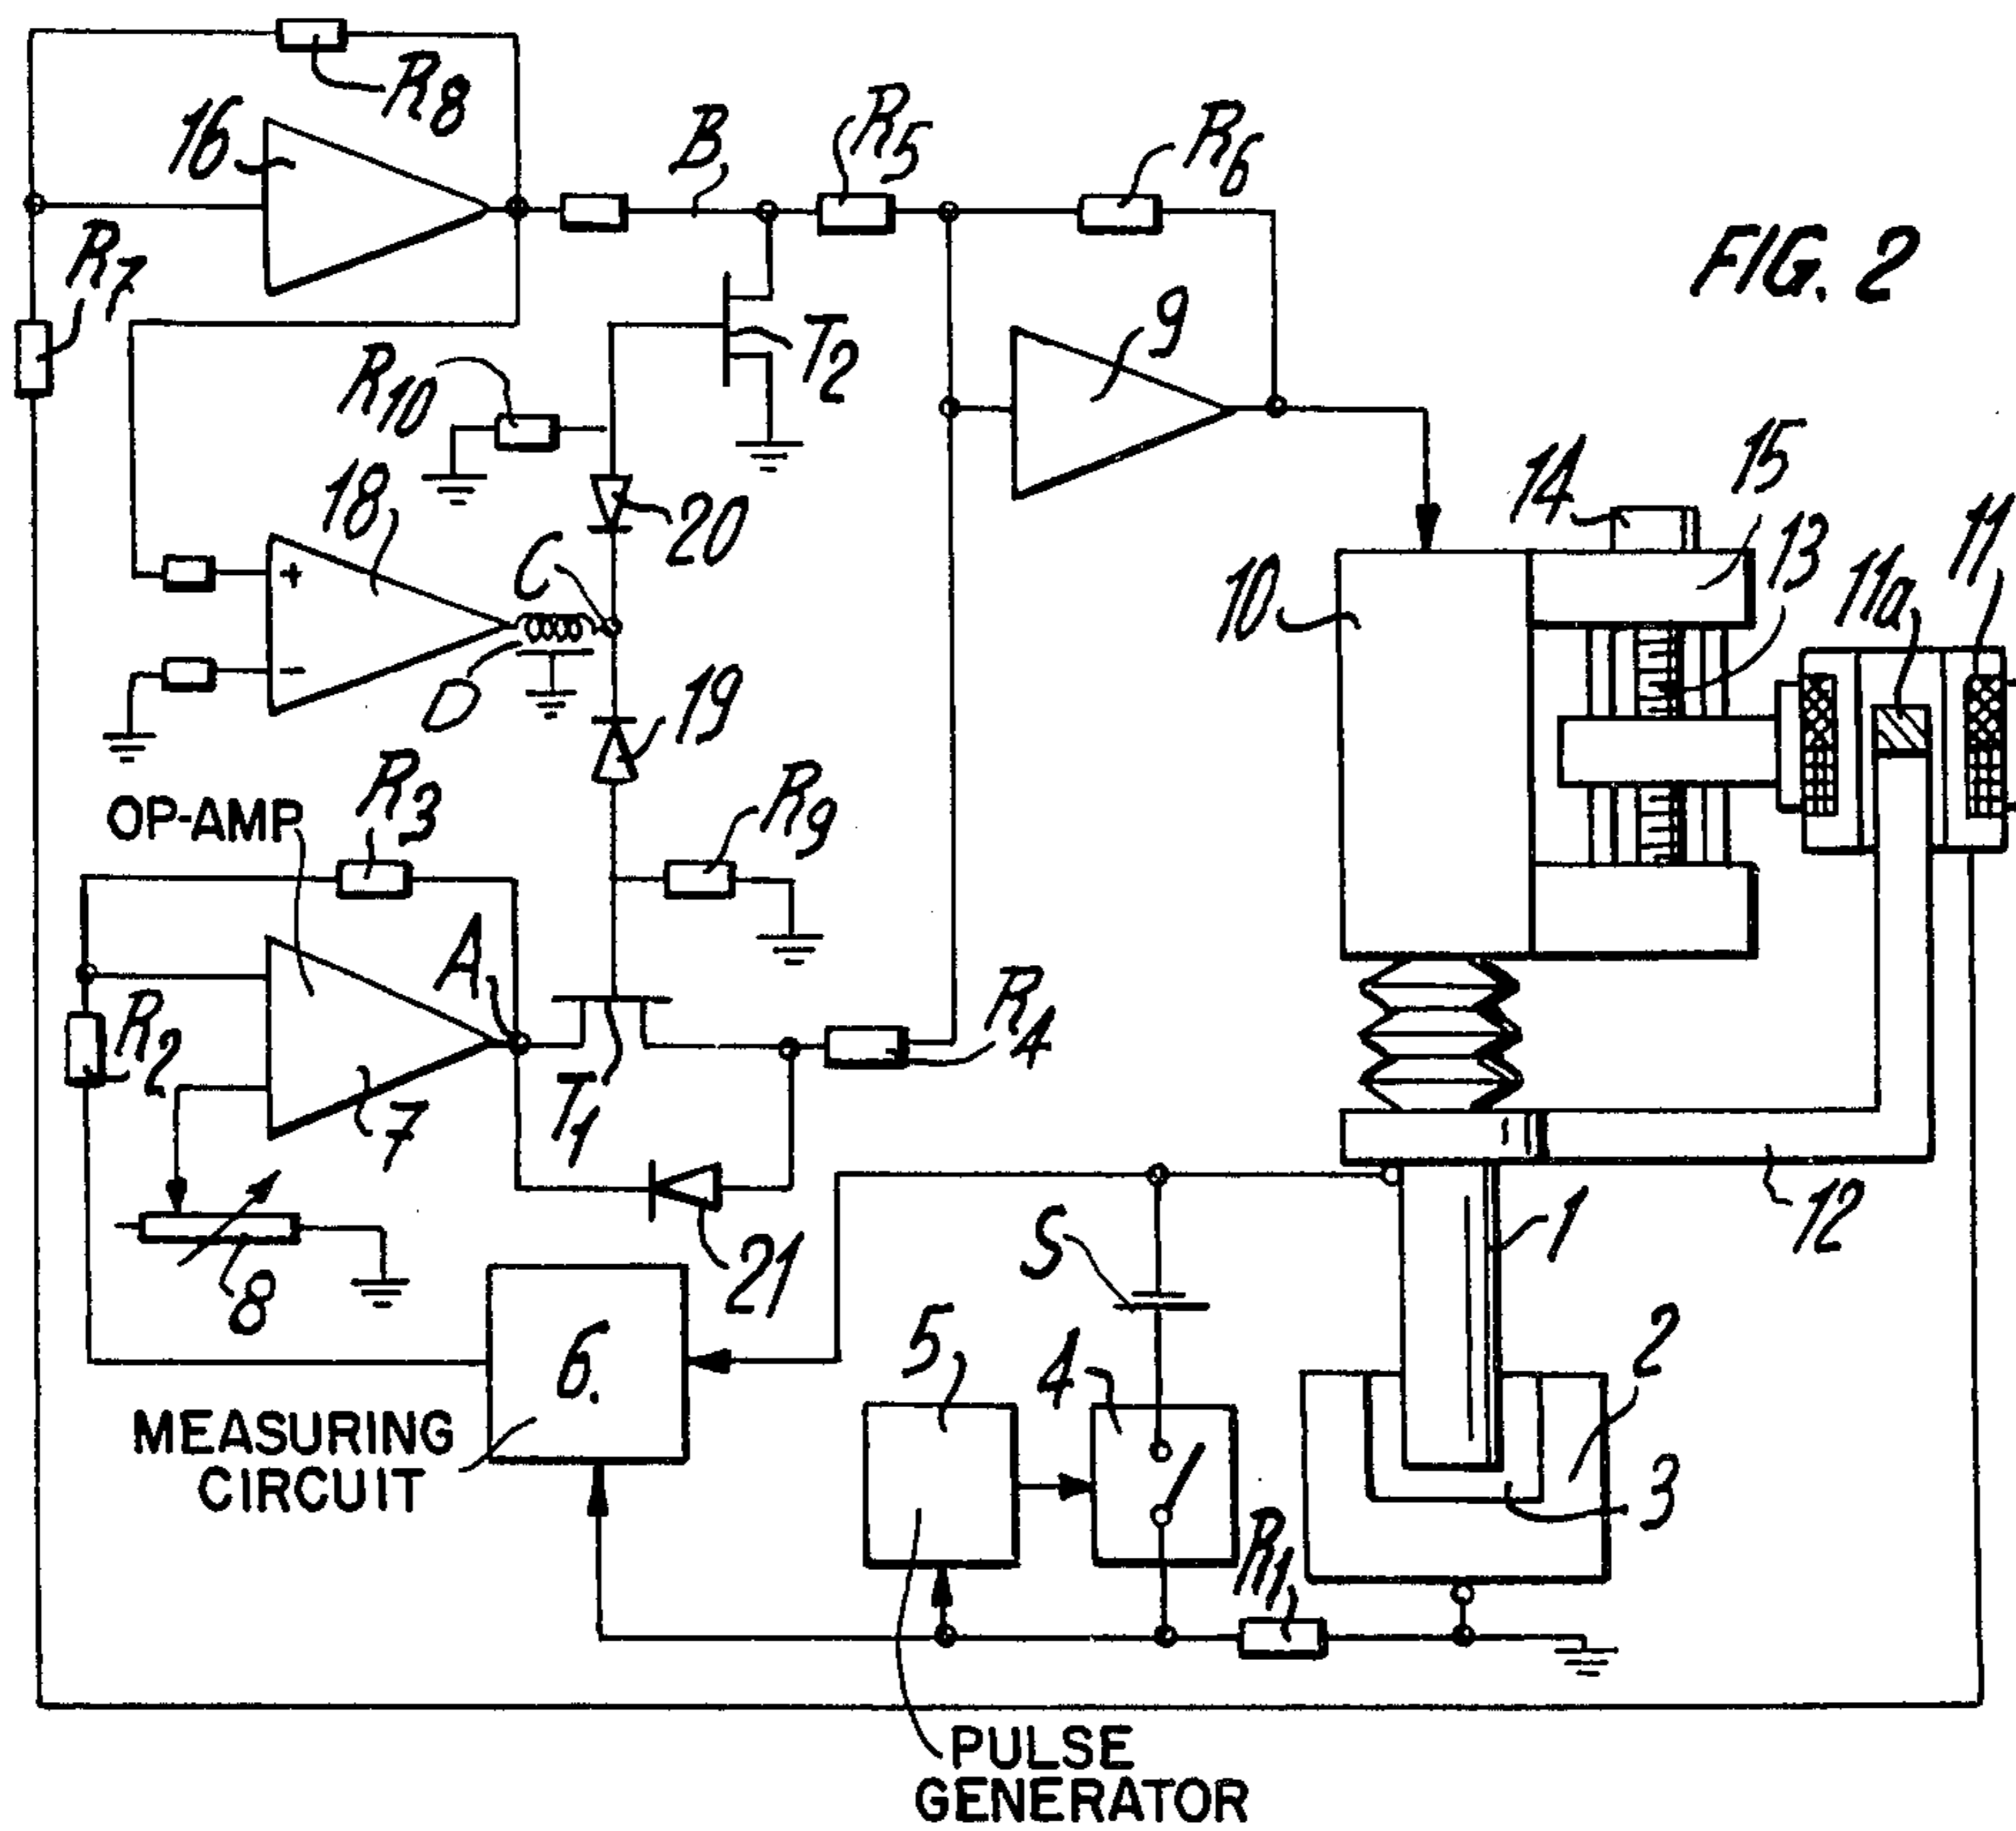 R8
16
B
R5
R6
R7
FIG. 2
T2
9
R10
14
15
13
11
11a
18
20
C
10
D
19
OP-AMP
R3
R9
A
R4
R2
T1
7
1
12
8
21
S
5
4
2
6.
3
MEASURING
CIRCUIT
R1
PULSE
GENERATOR